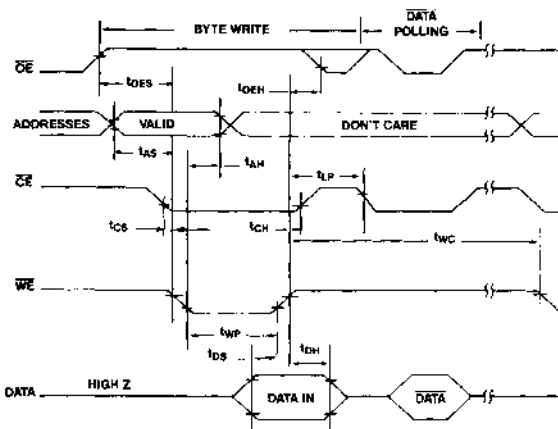 BYTE WRITE
DATA
POLLING
OE
tOES
tOEH
ADDRESSES
VALID
DON'T CARE
tAS
tAH
CE
tLP
tCS
tCH
tWC
WE
tWP
tDS
tDH
HIGH Z
DATA
DATA IN
DATA